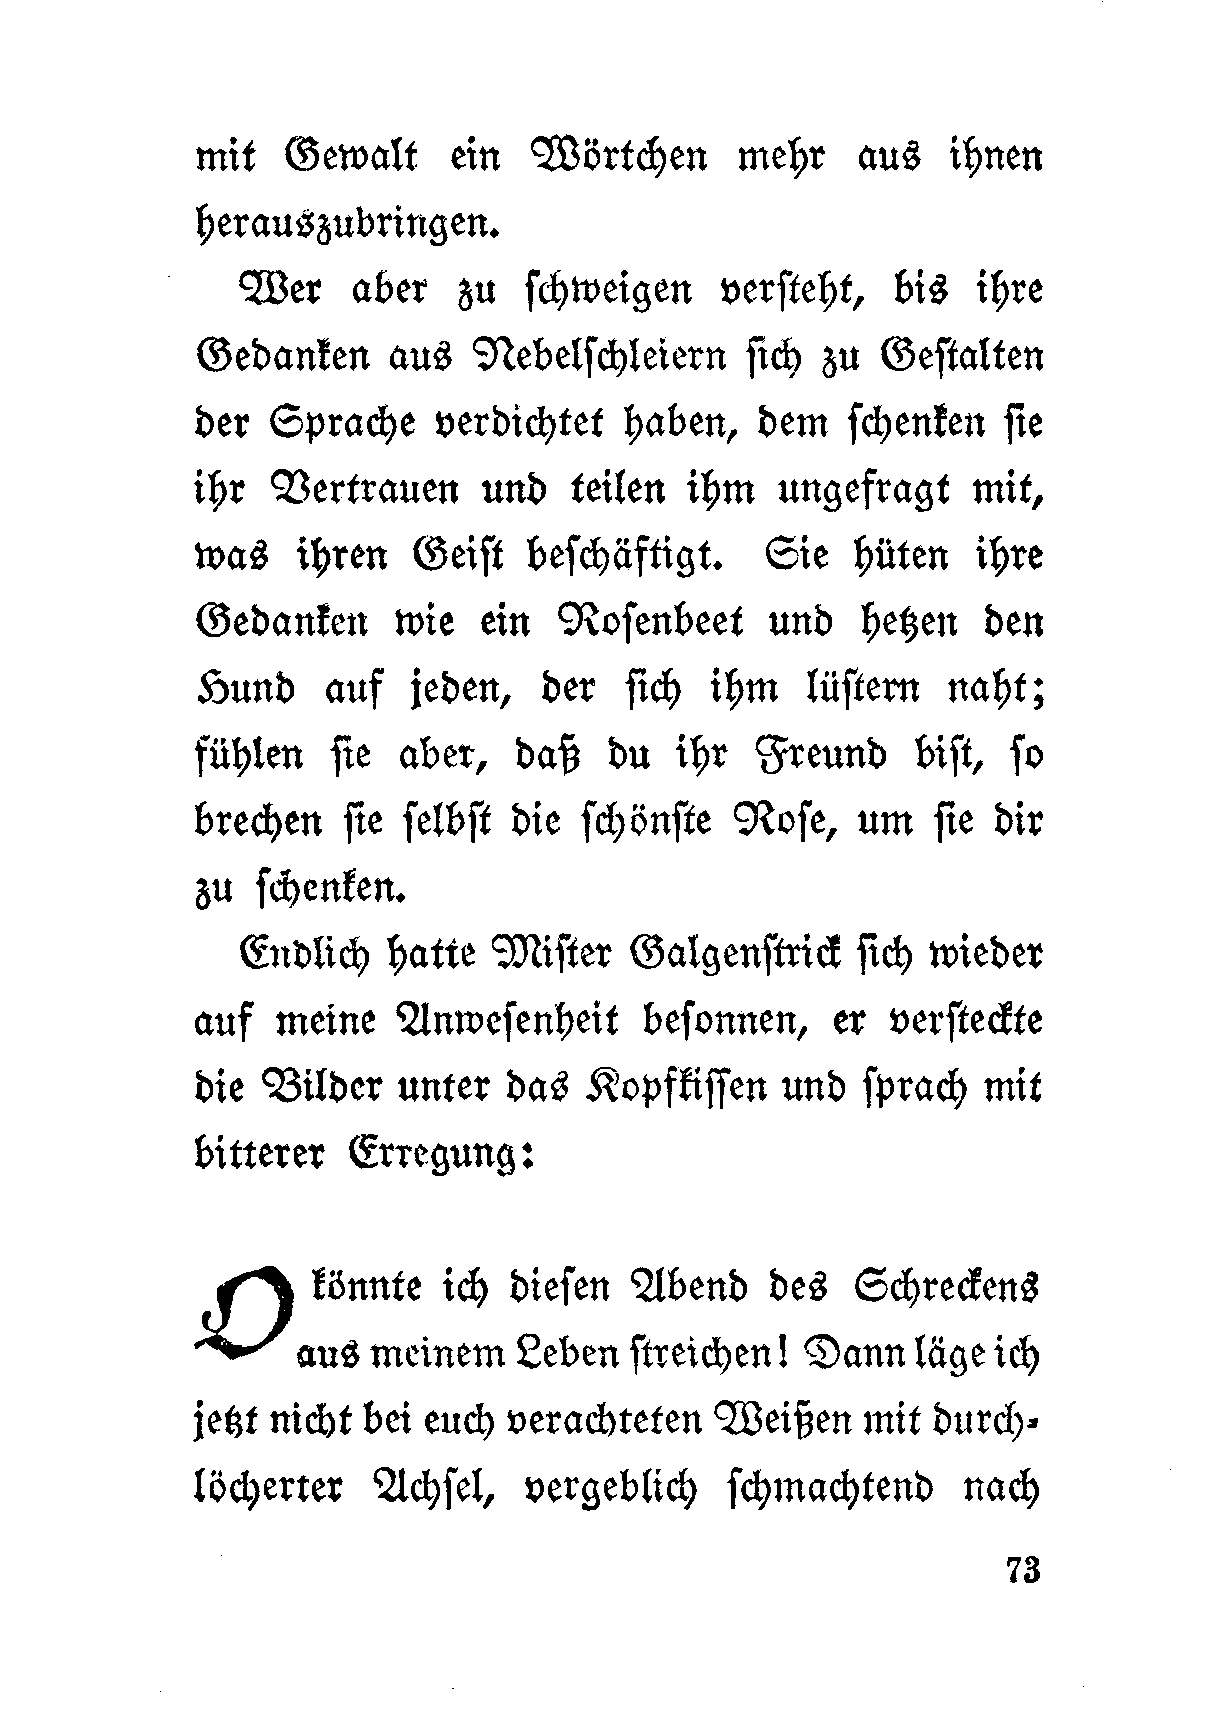 mit Gewalt ein Wörtchen mehr aus ihnen
herauszubringen.
Wer aber zu ſchweigen verſteht, bis ihre
Gedanken aus Nebelſchleiern ſich zu Geſtalten
der Sprache verdichtet haben, dem ſchenken ſie
ihr Vertrauen und teilen ihm ungefragt mit,
was ihren Geiſt beſchäftigt. Sie hüten ihre
Gedanken wie ein Roſenbeet und hetzen den
Hund auf jeden, der ſich ihm lüſtern naht;
fühlen ſie aber, daß du ihr Freund biſt, ſo
brechen ſie ſelbſt die ſchönſte Roſe, um ſie dir
zu ſchenken.
Endlich hatte Miſter Galgenſtrick ſich wieder
auf meine Anweſenheit beſonnen, er verſteckte
die Bilder unter das Kopfkiſſen und ſprach mit
bitterer Erregung:
O könnte ich dieſen Abend des Schreckens
aus meinem Leben ſtreichen! Dann läge ich
jetzt nicht bei euch verachteten Weißen mit durch-
löcherter Achſel, vergeblich ſchmachtend nach
73